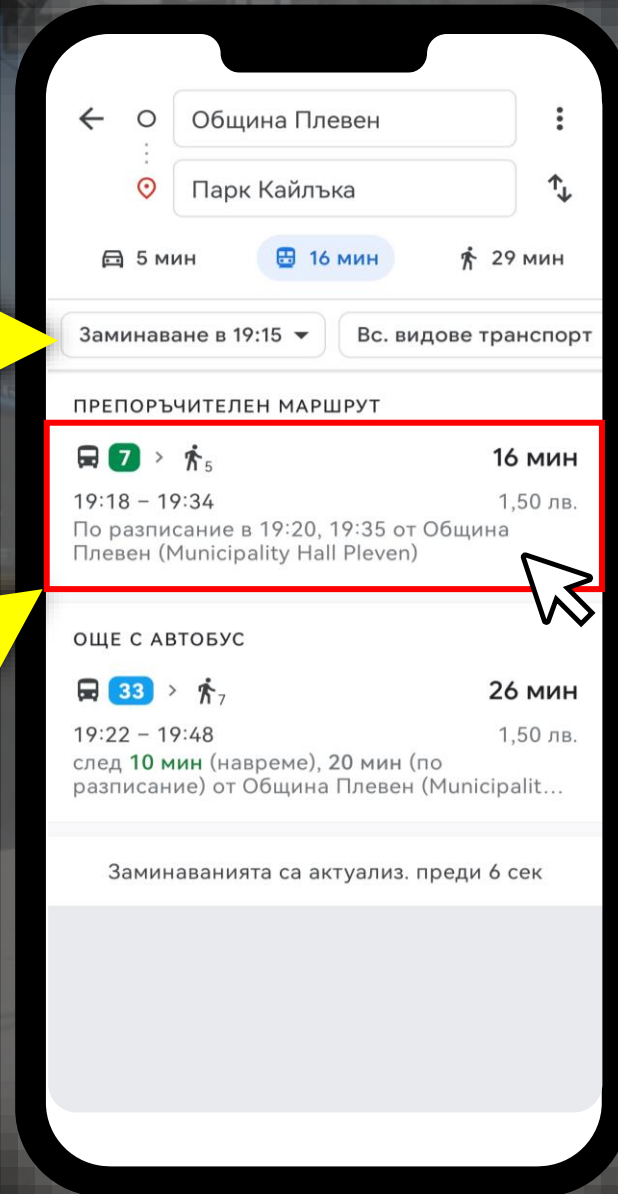 Община Плевен
Парк Кайлъка
5 мин
16 мин
29 мин
Заминаване в 19:15
Вс. видове транспорт
ПРЕПОРЪЧИТЕЛЕН МАРШРУТ
7 > 5
16 мин
19:18 – 19:34
1,50 лв.
По разписание в 19:20, 19:35 от Община
Плевен (Municipality Hall Pleven)
ОЩЕ С АВТОБУС
33 > 7
26 мин
19:22 – 19:48
1,50 лв.
след 10 мин (навреме), 20 мин (по
разписание) от Община Плевен (Municipalit...
Заминаванията са актуализ. преди 6 сек